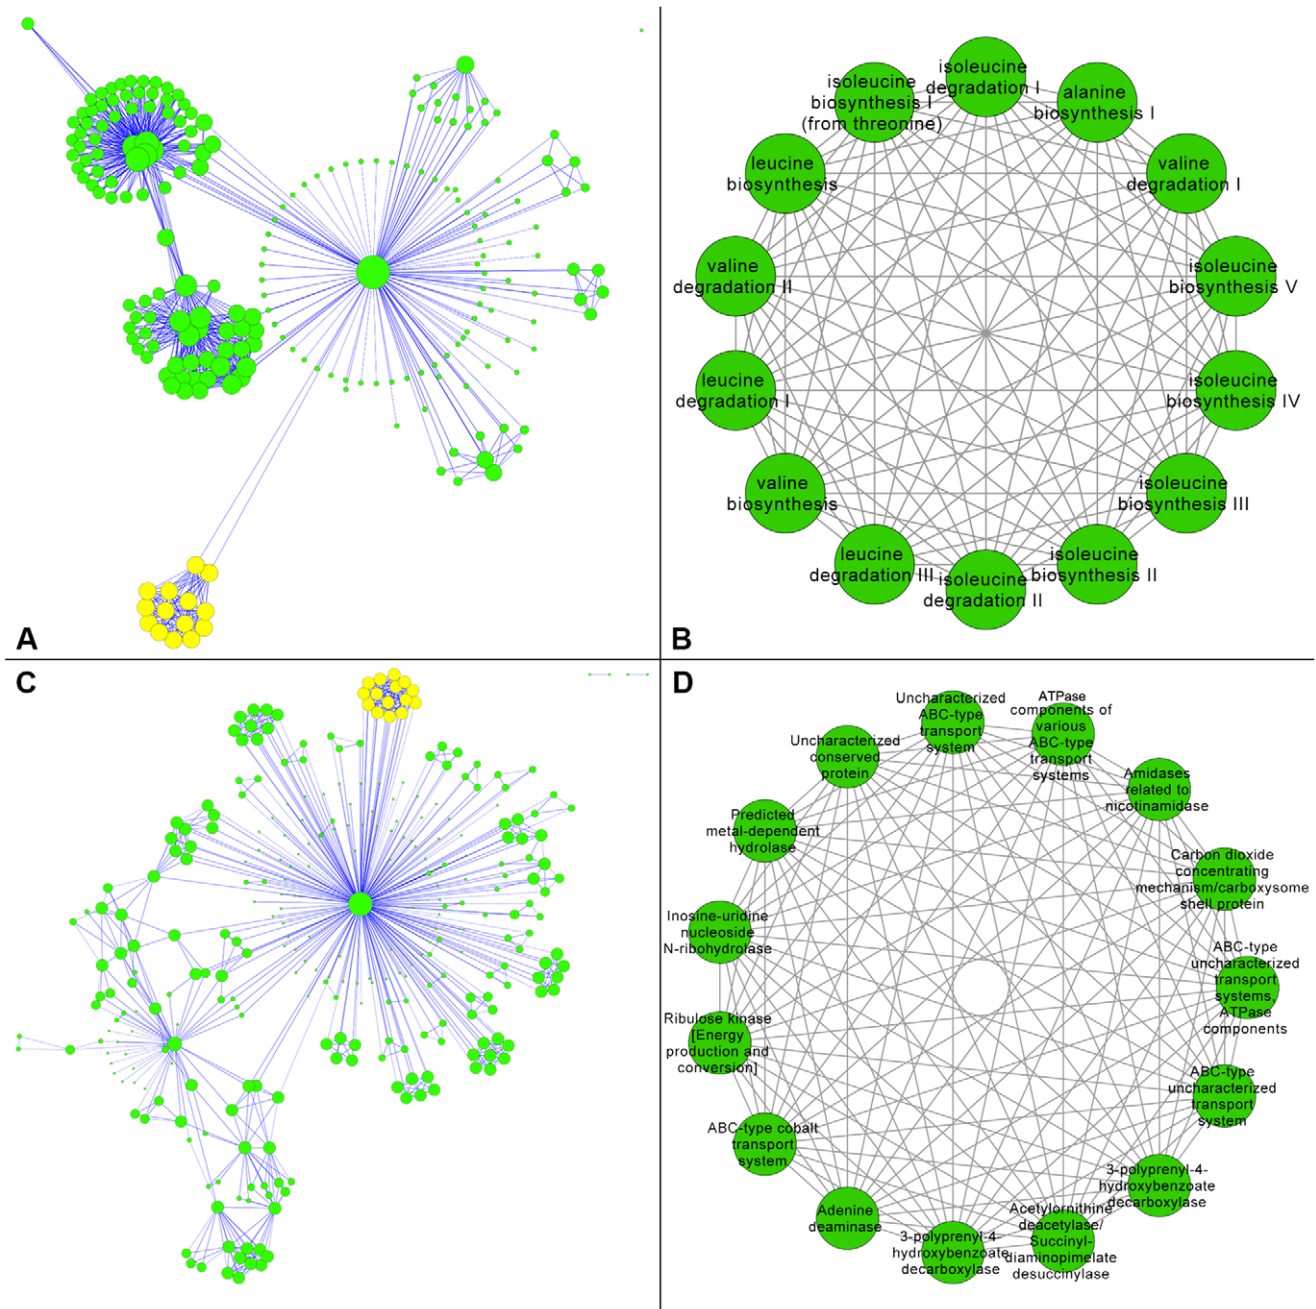 A
isoleucine
degradation I
isoleucine
biosynthesis I
(from threonine)
alanine
biosynthesis I
leucine
biosynthesis
valine
degradation I
valine
degradation II
isoleucine
biosynthesis V
leucine
degradation I
isoleucine
biosynthesis IV
valine
biosynthesis
isoleucine
biosynthesis III
leucine
degradation III
isoleucine
degradation II
isoleucine
biosynthesis II
B
C
D
Uncharacterized
ABC-type
transport
system
ATPase
components of
various
ABC-type
transport
systems
Uncharacterized
conserved
protein
Amidases
related to
nicotinamidase
Predicted
metal-dependent
hydrolase
Carbon dioxide
concentrating
mechanism/carboxysome
shell protein
Inosine-uridine
nucleoside
N-ribohydrolase
ABC-type
uncharacterized
transport
systems,
ATPase
components
Ribulose kinase
[Energy
production and
conversion]
ABC-type
uncharacterized
transport
system
ABC-type cobalt
transport
system
3-polyprenyl-4-
hydroxybenzoate
decarboxylase
Adenine
deaminase
3-polyprenyl-4-
hydroxybenzoate
decarboxylase
Acetylornithine
deacetylase/
Succinyl-
diaminopimelate
desuccinylase